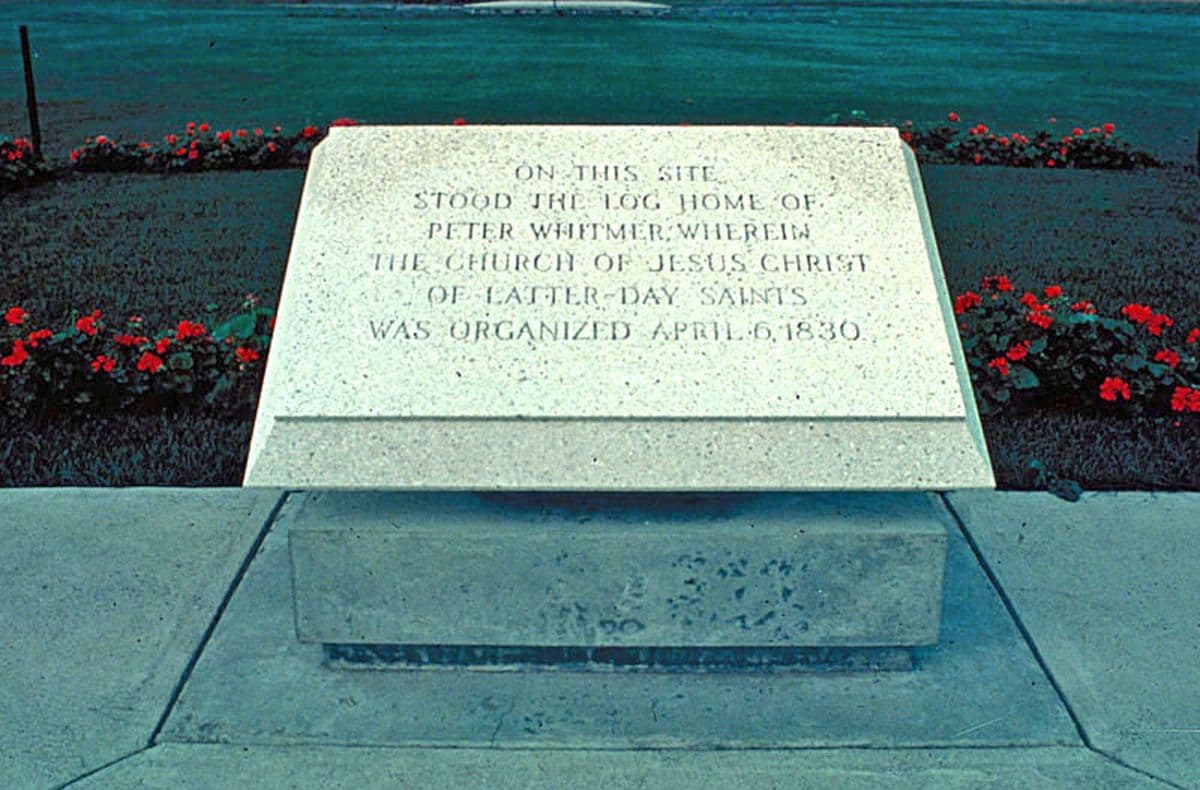 ON THIS SITE
STOOD THE LOG HOME OF
PETER WHITMER, WHEREIN
THE CHURCH OF JESUS CHRIST
OF LATTER-DAY SAINTS
WAS ORGANIZED APRIL 6, 1830.